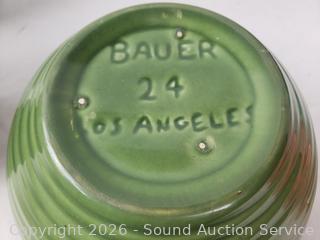 BAUER
24
LOS ANGELES
Copyright 2026 - Sound Auction Service